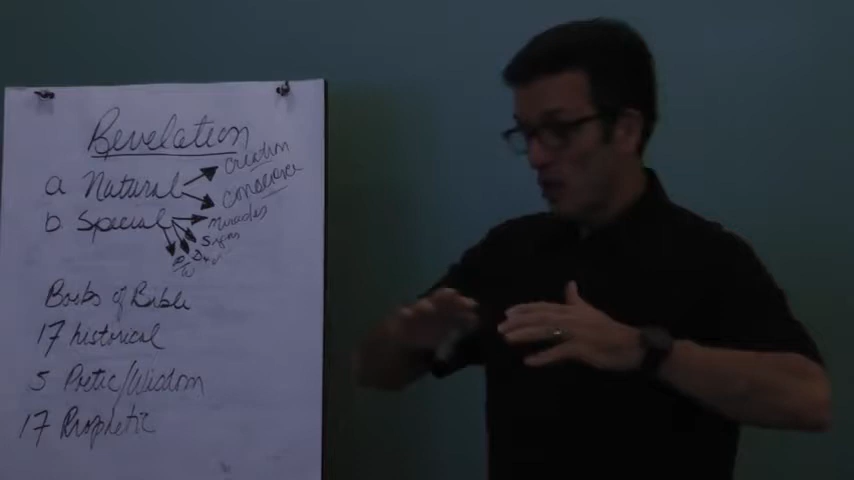 Revelation
a Natural creation
conscience
b Special miracles
signs
Books of Bible
17 historical
5 Poetic/Wisdom
17 Prophetic